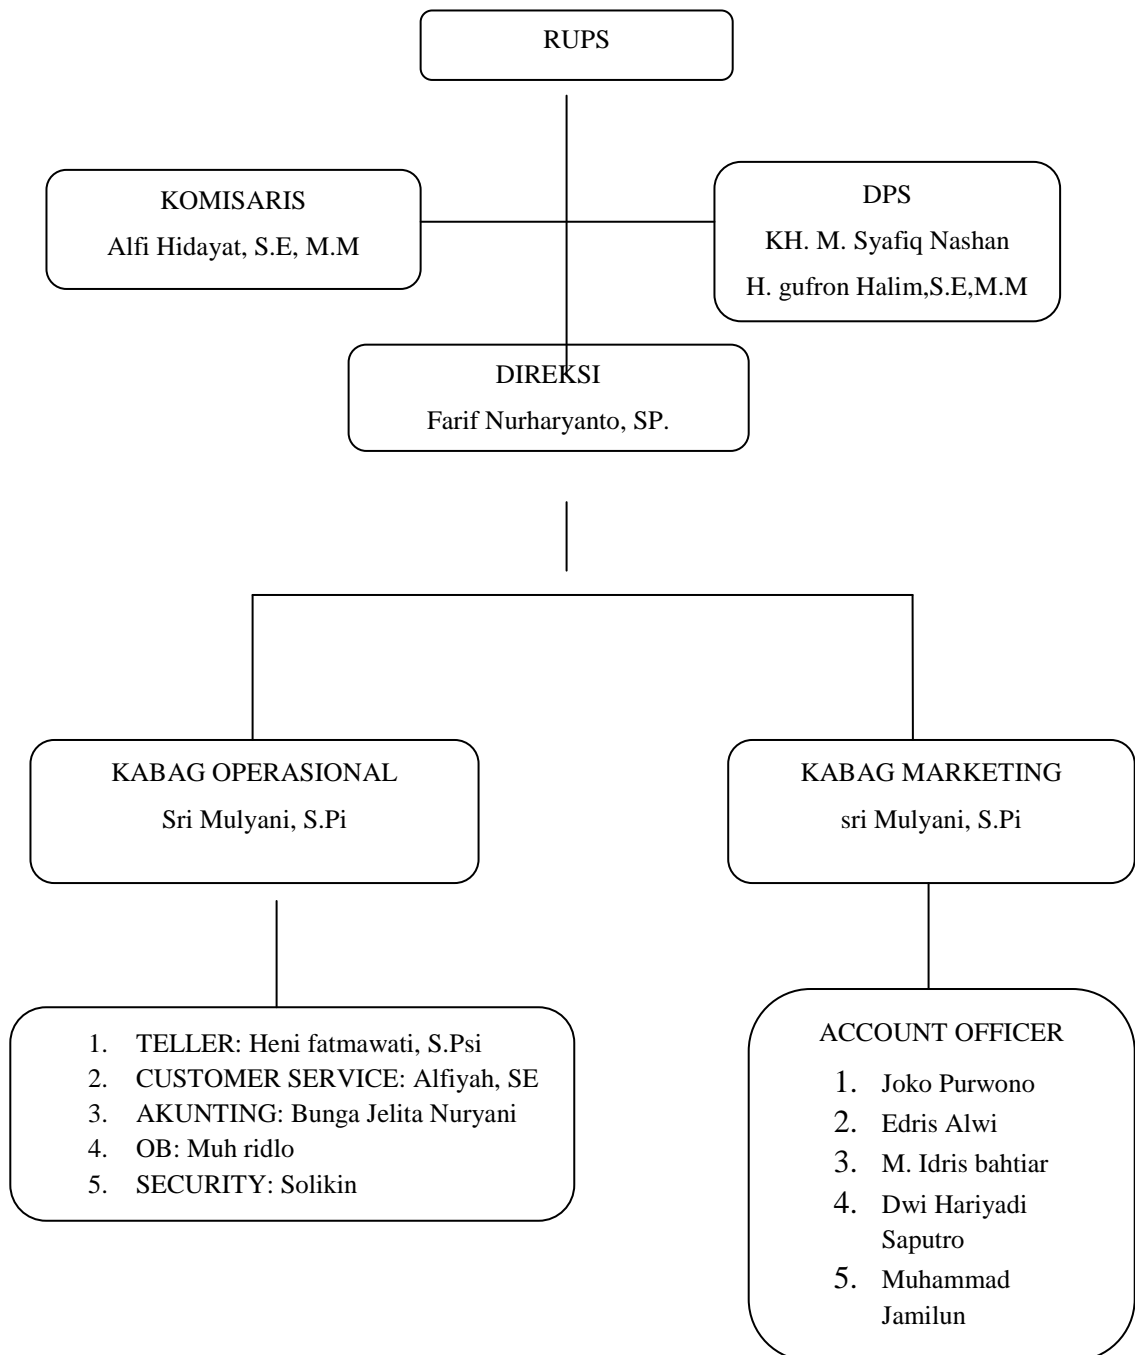 RUPS
KOMISARIS
Alfi Hidayat, S.E, M.M
DPS
KH. M. Syafiq Nashan
H. gufron Halim,S.E,M.M
DIREKSI
Farif Nurharyanto, SP.
KABAG OPERASIONAL
Sri Mulyani, S.Pi
KABAG MARKETING
sri Mulyani, S.Pi
1. TELLER: Heni fatmawati, S.Psi
2. CUSTOMER SERVICE: Alfiyah, SE
3. AKUNTING: Bunga Jelita Nuryani
4. OB: Muh ridlo
5. SECURITY: Solikin
ACCOUNT OFFICER
1. Joko Purwono
2. Edris Alwi
3. M. Idris bahtiar
4. Dwi Hariyadi
Saputro
5. Muhammad
Jamilun